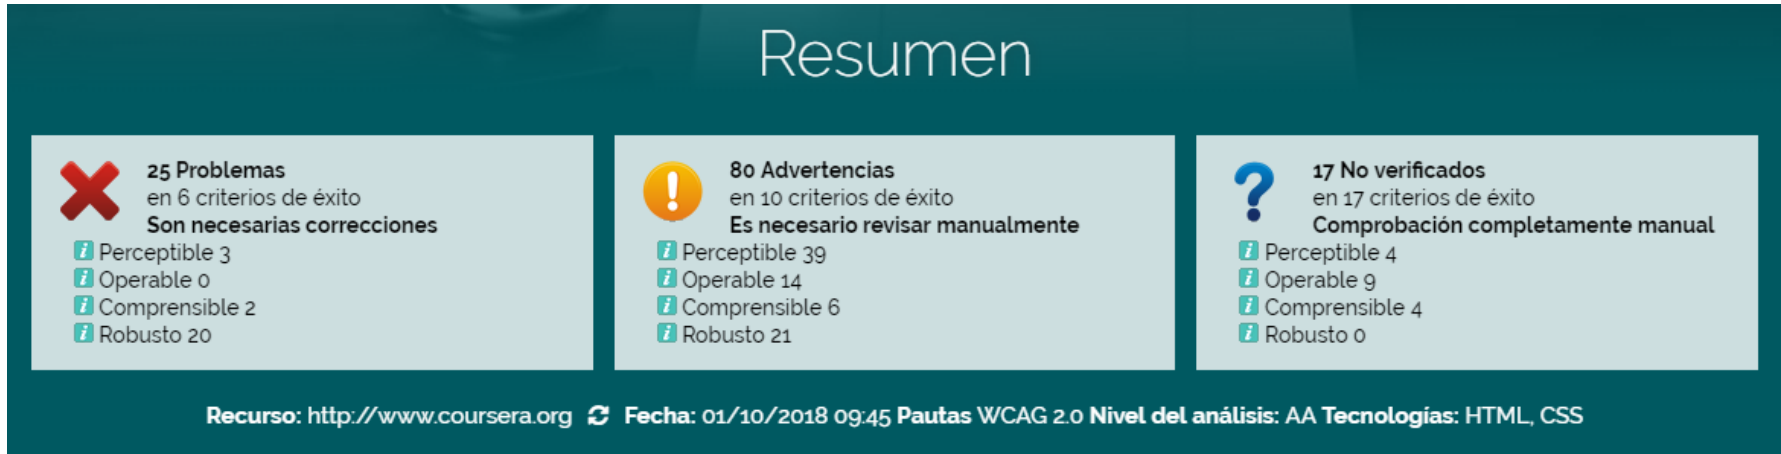 Resumen
25 Problemas
en 6 criterios de éxito
Son necesarias correcciones
Perceptible 3
Operable 0
Comprensible 2
Robusto 20
80 Advertencias
en 10 criterios de éxito
Es necesario revisar manualmente
Perceptible 39
Operable 14
Comprensible 6
Robusto 21
17 No verificados
en 17 criterios de éxito
Comprobación completamente manual
Perceptible 4
Operable 9
Comprensible 4
Robusto 0
Recurso: http://www.coursera.org Fecha: 01/10/2018 09:45 Pautas WCAG 2.0 Nivel del análisis: AA Tecnologías: HTML, CSS